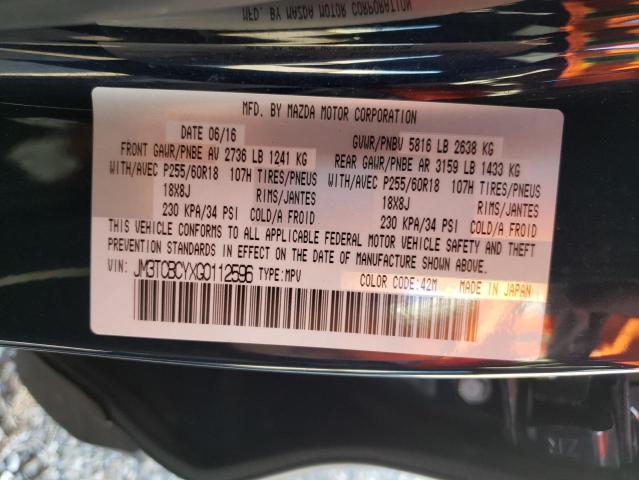 MFD. BY MAZDA MOTOR CORPORATION
DATE 06/16 GVWR/PNBV 5816 LB 2638 KG
FRONT GAWR/PNBE AV 2736 LB 1241 KG REAR GAWR/PNBE AR 3159 LB 1433 KG
WITH/AVEC P255/60R18 107H TIRES/PNEUS WITH/AVEC P255/60R18 107H TIRES/PNEUS
18X8J RIMS/JANTES 18X8J RIMS/JANTES
230 KPA/34 PSI COLD/A FROID 230 KPA/34 PSI COLD/A FROID
THIS VEHICLE CONFORMS TO ALL APPLICABLE FEDERAL MOTOR VEHICLE SAFETY AND THEFT
PREVENTION STANDARDS IN EFFECT ON THE DATE OF MANUFACTURE SHOWN ABOVE.
VIN: JM3TCBCYXG0112596 TYPE:MPV COLOR CODE:42M MADE IN JAPAN